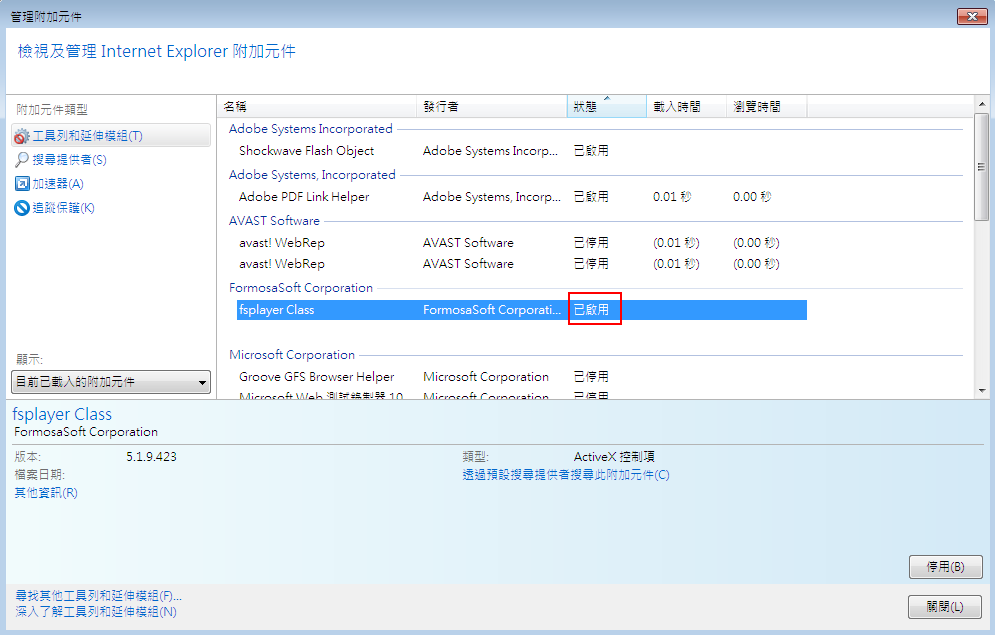 管理附加元件
檢視及管理 Internet Explorer 附加元件
附加元件類型
工具列和延伸模組(T)
搜尋提供者(S)
加速器(A)
追蹤保護(K)
顯示:
目前已載入的附加元件
名稱 發行者 狀態 載入時間 瀏覽時間
Adobe Systems Incorporated
Shockwave Flash Object Adobe Systems Incorp... 已啟用
Adobe Systems, Incorporated
Adobe PDF Link Helper Adobe Systems, Incorp... 已啟用 0.01 秒 0.00 秒
AVAST Software
avast! WebRep AVAST Software 已停用 (0.01 秒) (0.00 秒)
avast! WebRep AVAST Software 已停用 (0.01 秒) (0.00 秒)
FormosaSoft Corporation
fsplayer Class FormosaSoft Corporati... 已啟用
Microsoft Corporation
Groove GFS Browser Helper Microsoft Corporation 已停用
Microsoft Web 測試錄製器 10 Microsoft Corporation 已停用
fsplayer Class
FormosaSoft Corporation
版本: 5.1.9.423 類型: ActiveX 控制項
檔案日期: 透過預設搜尋提供者搜尋此附加元件(C)
其他資訊(R)
停用(B)
尋找其他工具列和延伸模組(F)...
深入了解工具列和延伸模組(N)
關閉(L)